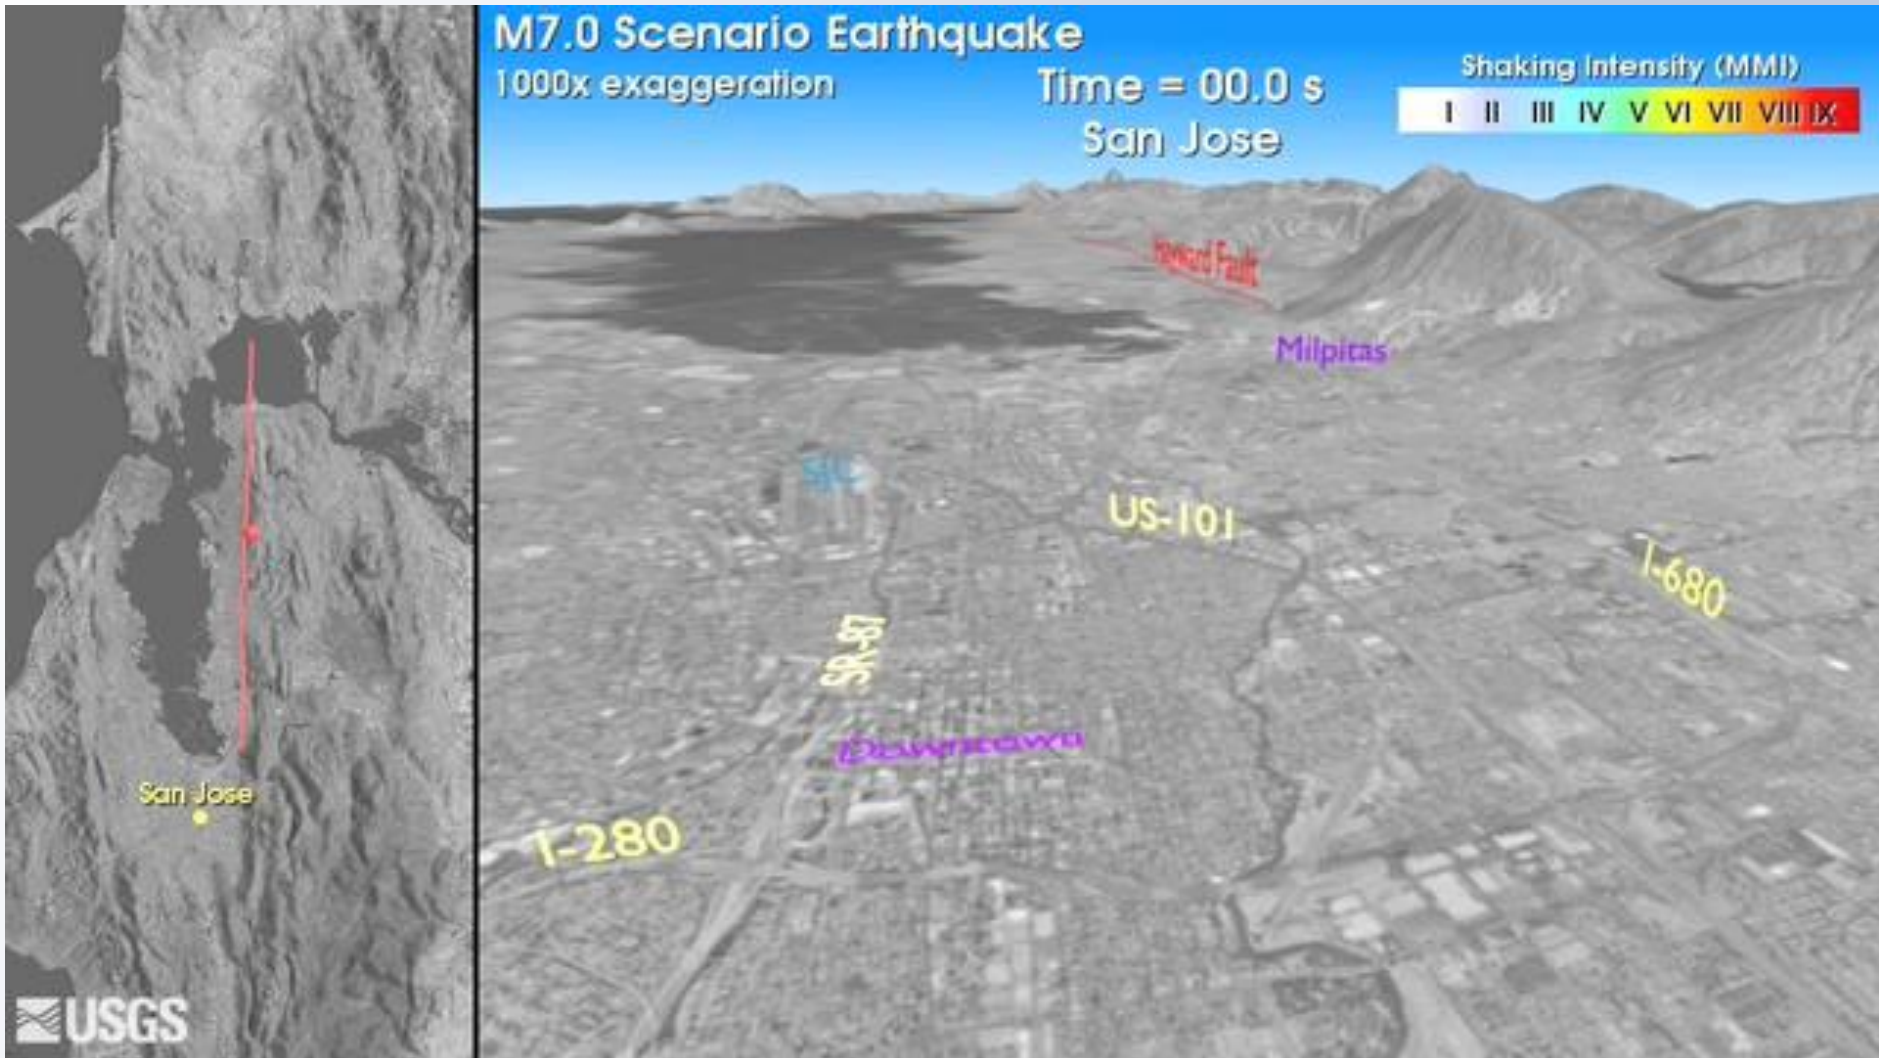 M7.0 Scenario Earthquake
1000x exaggeration
Time = 00.0 s
San Jose
Shaking Intensity (MMI)
I II III IV V VI VII VIII IX
Hayward Fault
Milpitas
SJC
US-101
I-680
SR-87
Downtown
I-280
San Jose
USGS